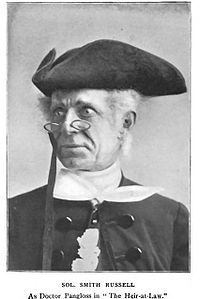 SOL. SMITH RUSSELL
As Doctor Pangloss in "The Heir-at-Law."